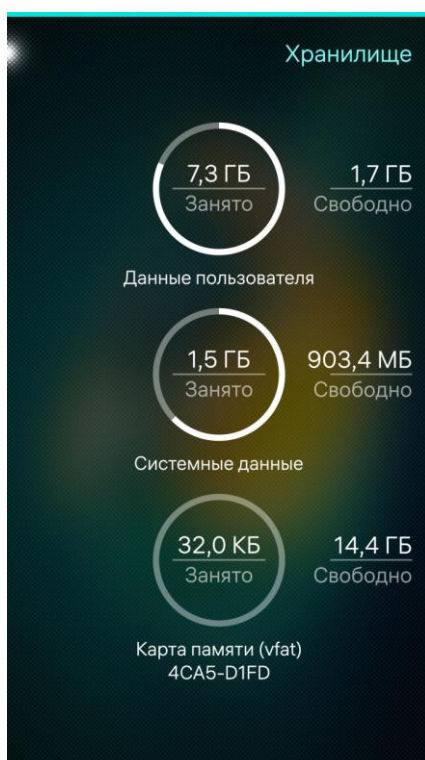 Хранилище
7,3 ГБ
Занято
1,7 ГБ
Свободно
Данные пользователя
1,5 ГБ
Занято
903,4 МБ
Свободно
Системные данные
32,0 КБ
Занято
14,4 ГБ
Свободно
Карта памяти (vfat)
4CA5-D1FD